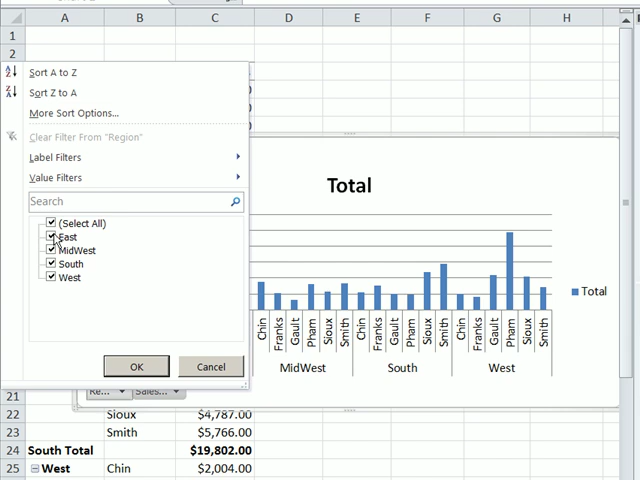 A B C D E F G H
1
2
Sort A to Z
Sort Z to A
More Sort Options...
Clear Filter From "Region"
Label Filters
Value Filters
Search
(Select All)
East
MidWest
South
West
OK Cancel
Total
Total
Chin Franks Gault Pham Sioux Smith Chin Franks Gault Pham Sioux Smith Chin Franks Gault Pham Sioux Smith
MidWest South West
Re... Sales...
21
22 Sioux $4,787.00
23 Smith $5,766.00
24 South Total $19,802.00
25 West Chin $2,004.00